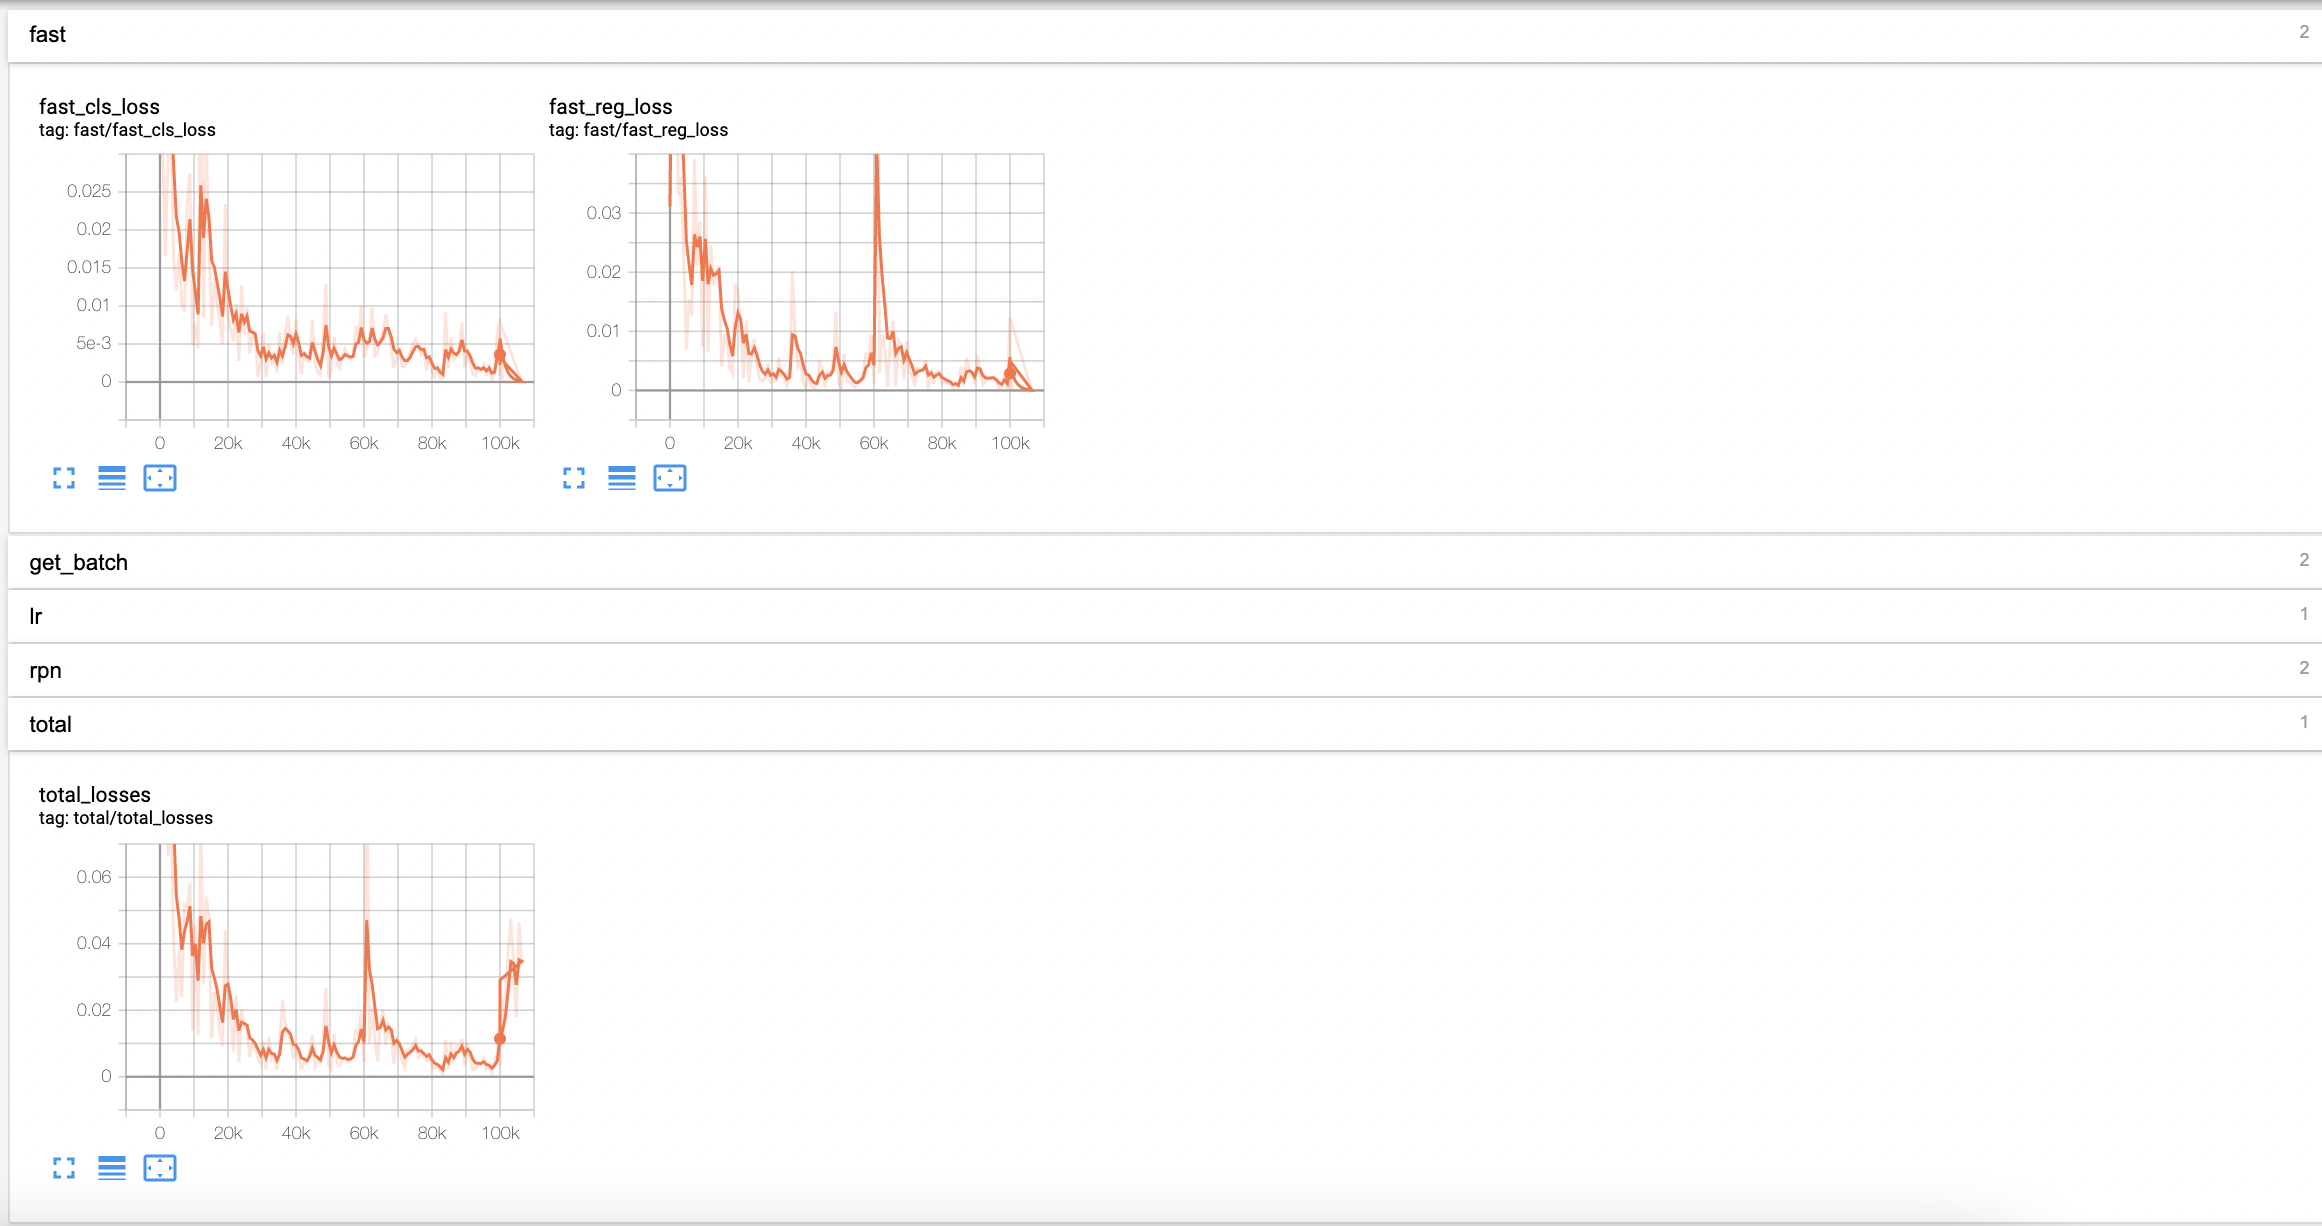 fast 2
fast_cls_loss
tag: fast/fast_cls_loss
0.025
0.02
0.015
0.01
5e-3
0
0 20k 40k 60k 80k 100k
fast_reg_loss
tag: fast/fast_reg_loss
0.03
0.02
0.01
0
0 20k 40k 60k 80k 100k
get_batch 2
lr 1
rpn 2
total 1
total_losses
tag: total/total_losses
0.06
0.04
0.02
0
0 20k 40k 60k 80k 100k